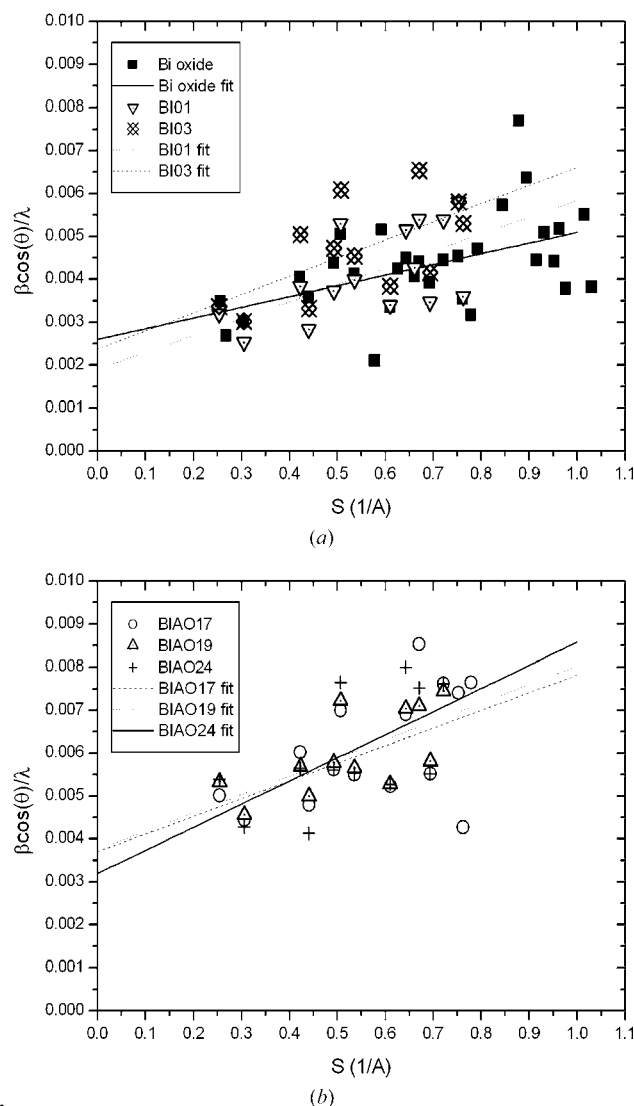 0.010
0.009
0.008
0.007
0.006
0.005
0.004
0.003
0.002
0.001
0.000
βcos(θ)/λ
Bi oxide
Bi oxide fit
BI01
BI03
BI01 fit
BI03 fit
0.0 0.1 0.2 0.3 0.4 0.5 0.6 0.7 0.8 0.9 1.0 1.1
S (1/A)
(a)
0.010
0.009
0.008
0.007
0.006
0.005
0.004
0.003
0.002
0.001
0.000
βcos(θ)/λ
BIAO17
BIAO19
BIAO24
BIAO17 fit
BIAO19 fit
BIAO24 fit
0.0 0.1 0.2 0.3 0.4 0.5 0.6 0.7 0.8 0.9 1.0 1.1
S (1/A)
(b)